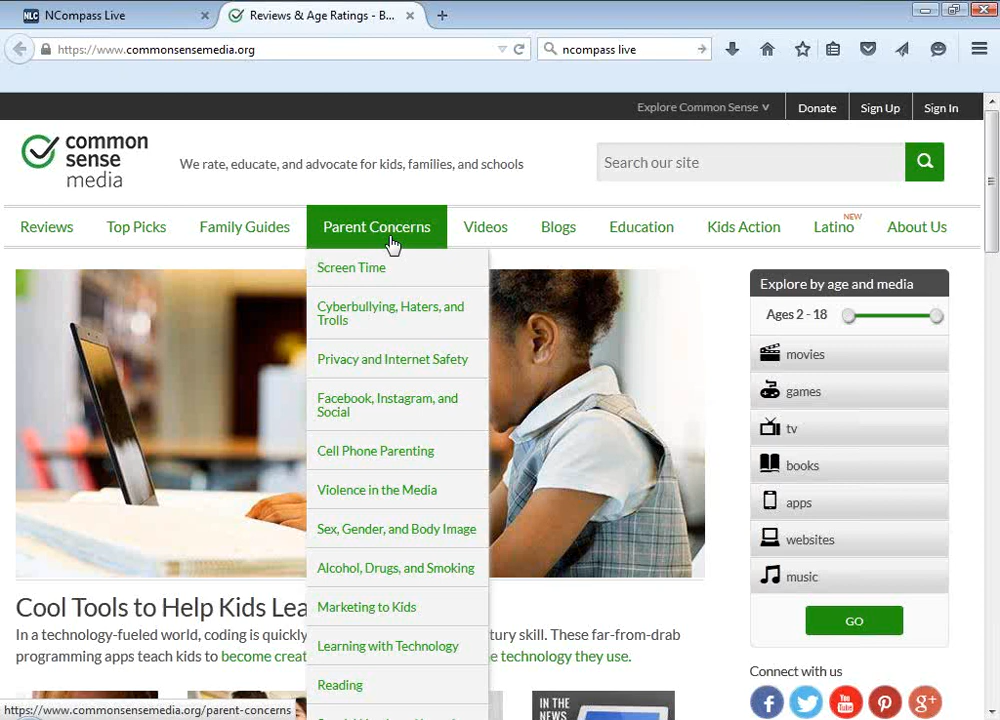 NLC NCompass Live
Reviews & Age Ratings - B...
https://www.commonsensemedia.org
ncompass live
Explore Common Sense
Donate
Sign Up
Sign In
common
sense
media
We rate, educate, and advocate for kids, families, and schools
Search our site
Reviews
Top Picks
Family Guides
Parent Concerns
Videos
Blogs
Education
Kids Action
Latino
NEW
About Us
Screen Time
Cyberbullying, Haters, and
Trolls
Privacy and Internet Safety
Facebook, Instagram, and
Social
Cell Phone Parenting
Violence in the Media
Sex, Gender, and Body Image
Alcohol, Drugs, and Smoking
Marketing to Kids
Learning with Technology
Reading
Explore by age and media
Ages 2 - 18
movies
games
tv
books
apps
websites
music
GO
Connect with us
You
Tube
g+
Cool Tools to Help Kids Lea
In a technology-fueled world, coding is quickly tury skill. These far-from-drab
programming apps teach kids to become creat e technology they use.
IN THE
NEWS
https://www.commonsensemedia.org/parent-concerns